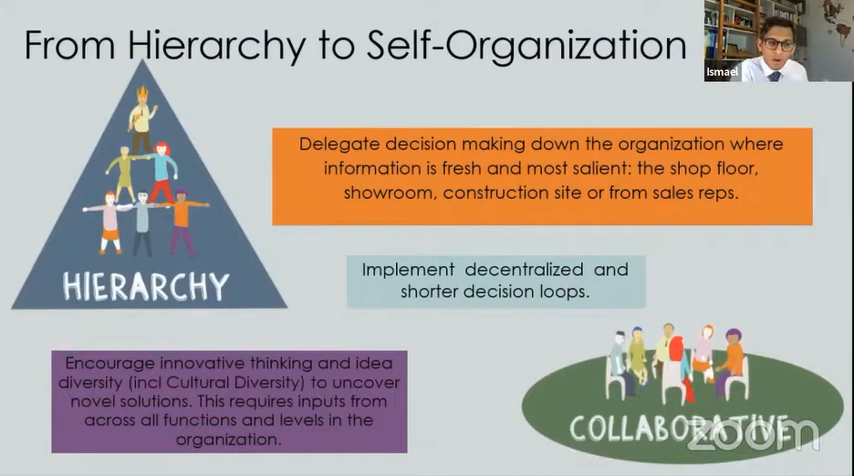 From Hierarchy to Self-Organization
Ismael
Delegate decision making down the organization where
information is fresh and most salient: the shop floor,
showroom, construction site or from sales reps.
HIERARCHY
Implement decentralized and
shorter decision loops.
Encourage innovative thinking and idea
diversity (incl Cultural Diversity) to uncover
novel solutions. This requires inputs from
across all functions and levels in the
organization.
COLLABORATIVE
zoom